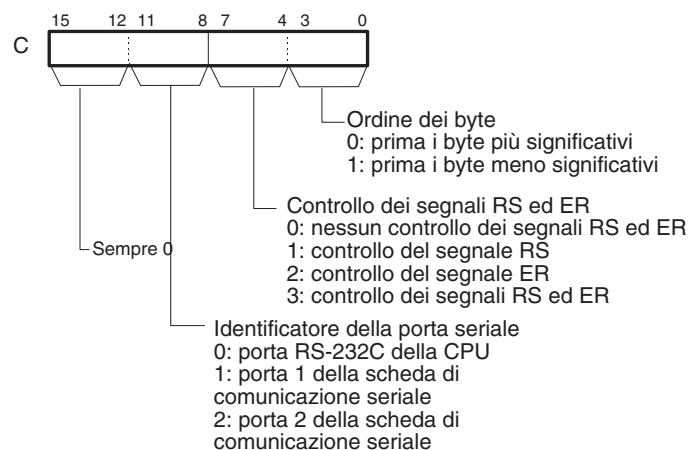 15 12 11 8 7 4 3 0
C
Ordine dei byte
0: prima i byte più significativi
1: prima i byte meno significativi
Controllo dei segnali RS ed ER
0: nessun controllo dei segnali RS ed ER
1: controllo del segnale RS
2: controllo del segnale ER
3: controllo dei segnali RS ed ER
Sempre 0
Identificatore della porta seriale
0: porta RS-232C della CPU
1: porta 1 della scheda di
comunicazione seriale
2: porta 2 della scheda di
comunicazione seriale